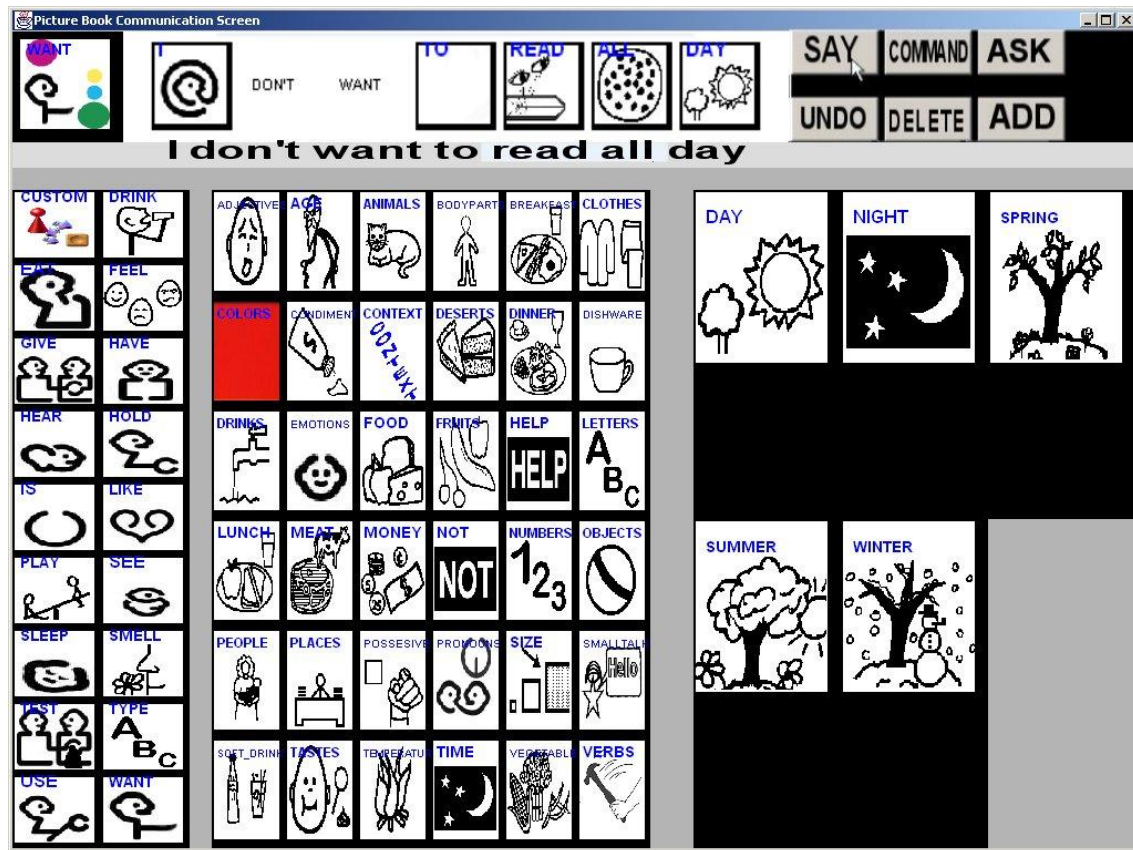 Picture Book Communication Screen
WANT I DON'T WANT TO READ ALL DAY SAY COMMAND ASK
UNDO DELETE ADD
I don't want to read all day
CUSTOM DRINK
EAT FEEL
GIVE HAVE
HEAR HOLD
IS LIKE
PLAY SEE
SLEEP SMELL
TEST TYPE
A B C
USE WANT
ADJECTIVES AGE ANIMALS BODYPARTS BREAKFAST CLOTHES
COLORS CONDIMENT CONTEXT DESERTS DINNER DISHWARE
CONTEXT
DRINKS EMOTIONS FOOD FRUITS HELP LETTERS
HELP A B C
LUNCH MEAT MONEY NOT NUMBERS OBJECTS
NOT 1 2 3
PEOPLE PLACES POSSESIVE PRONOUNS SIZE SMALLTALK
Hello
SOFT_DRINK TASTES TEMPERATU TIME VEGETABLE VERBS
DAY NIGHT SPRING
SUMMER WINTER